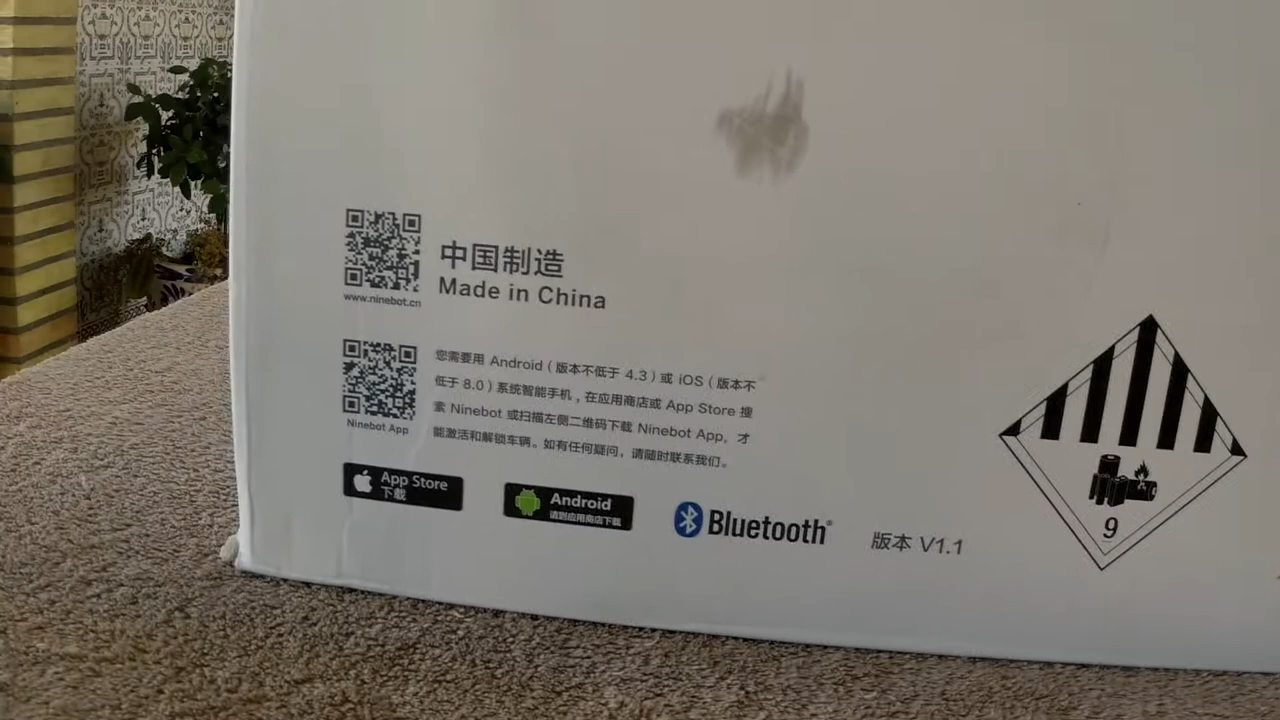 www.ninebot.cn
中国制造
Made in China
您需要用 Android（版本不低于 4.3）或 iOS（版本不
低于 8.0）系统智能手机，在应用商店或 App Store 搜
索 Ninebot 或扫描左侧二维码下载 Ninebot App，才
能激活和解锁车辆。如有任何疑问，请随时联系我们。
Ninebot App
App Store
下载
Android
请到应用商店下载
Bluetooth®
版本 V1.1
9